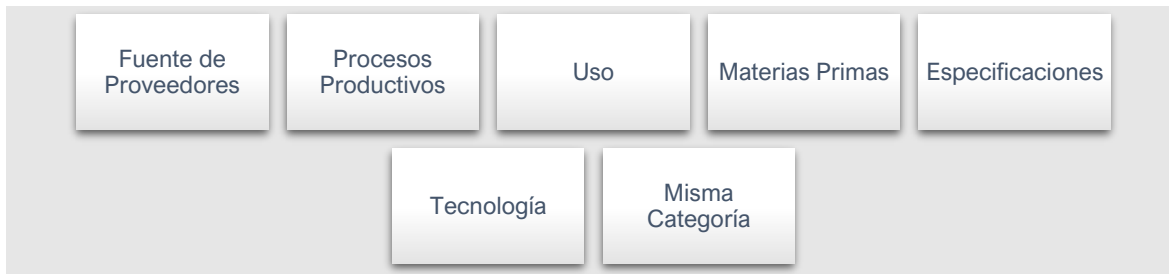 Fuente de
Proveedores
Procesos
Productivos
Uso
Materias Primas
Especificaciones
Tecnología
Misma
Categoría